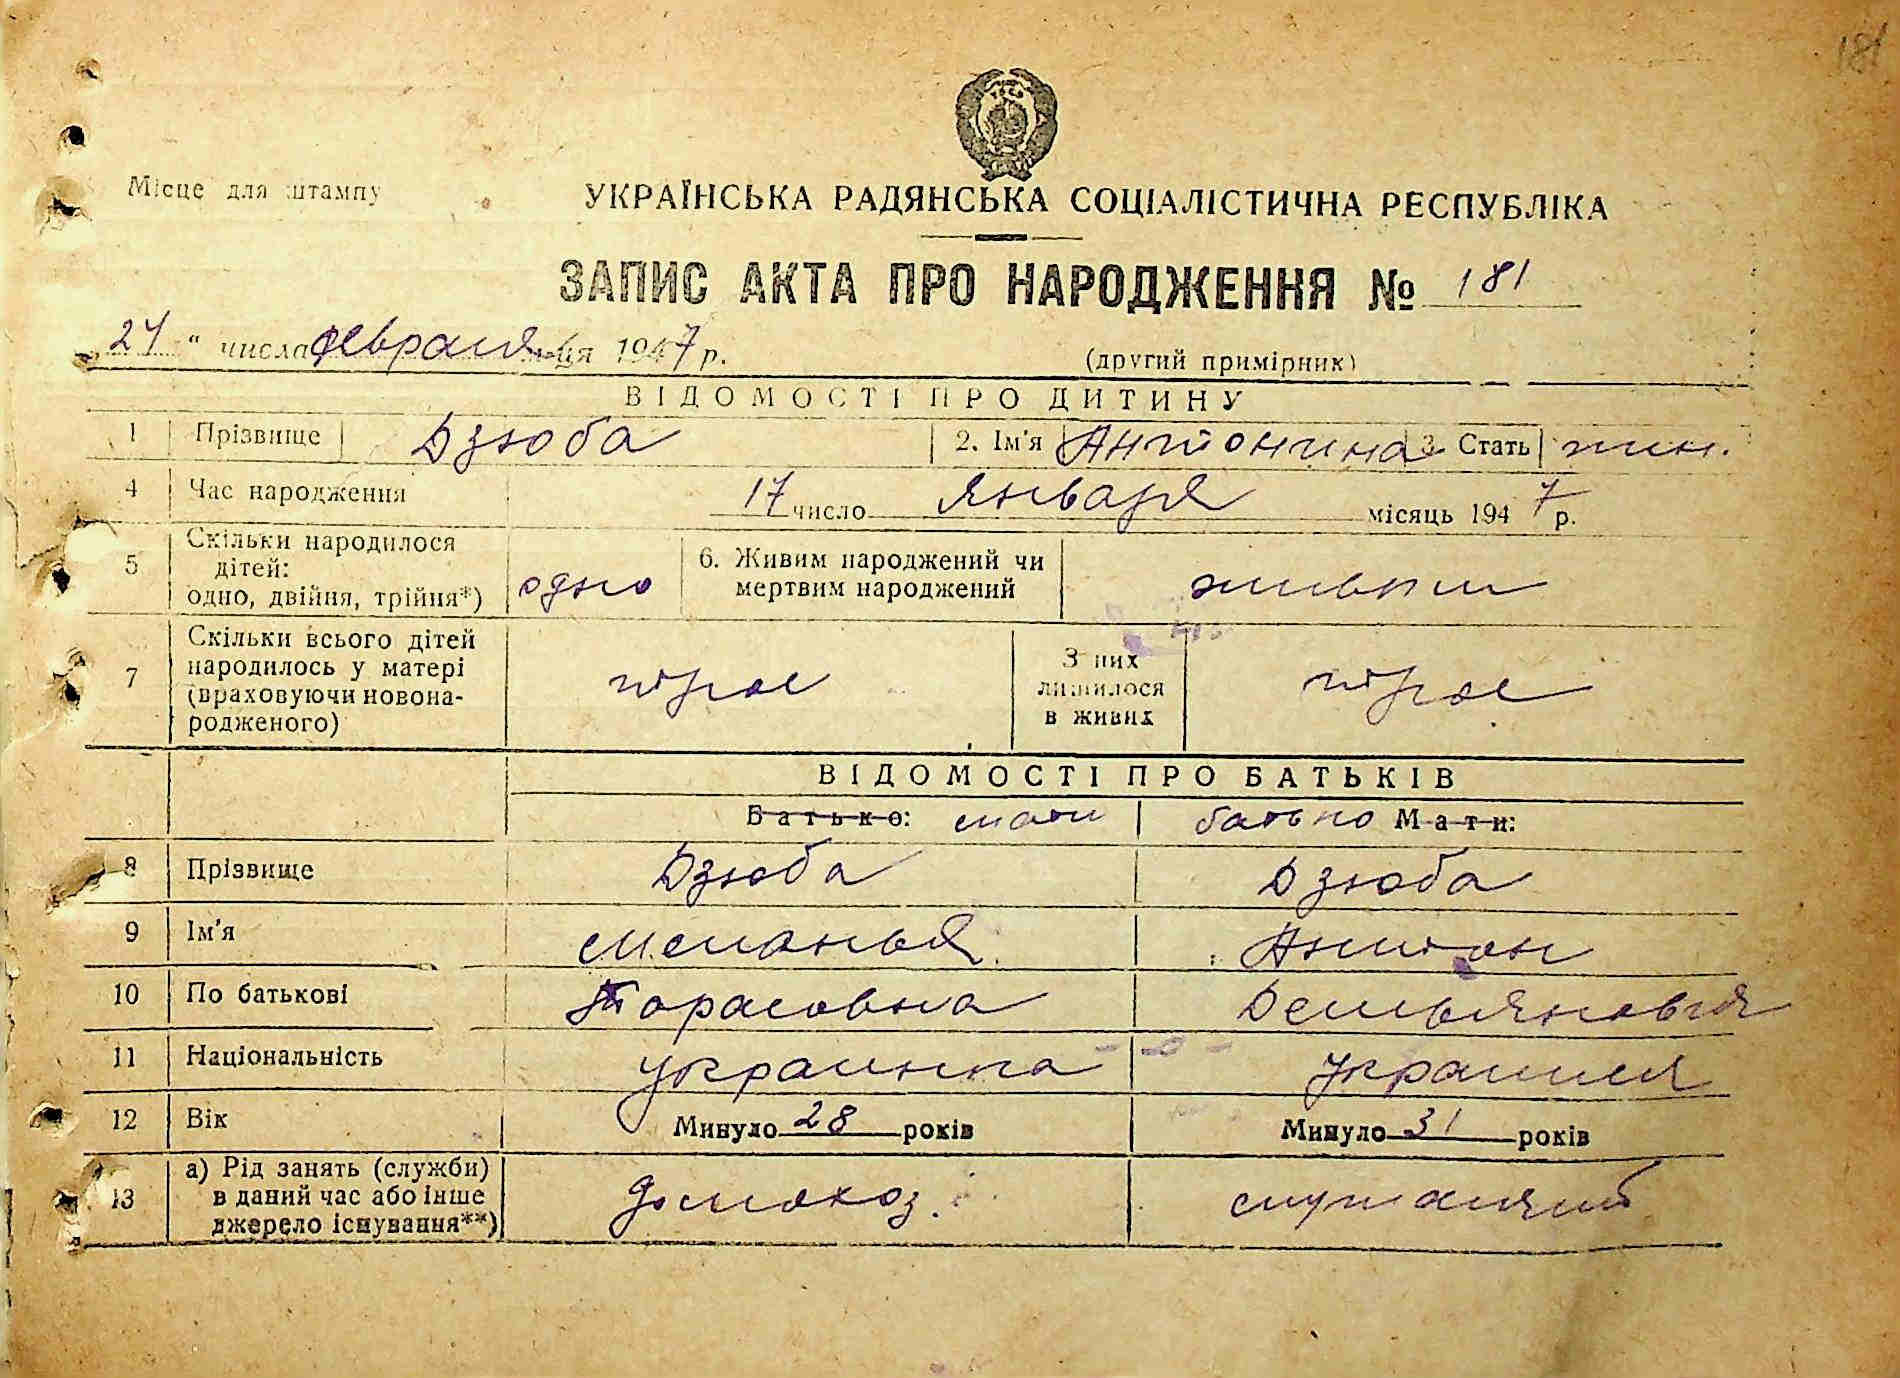 181
Місце для штампу
УКРАЇНСЬКА РАДЯНСЬКА СОЦІАЛІСТИЧНА РЕСПУБЛІКА
ЗАПИС АКТА ПРО НАРОДЖЕННЯ № 181
24 " числа февраля м-ця 1947 р.
(другий примірник)
ВІДОМОСТІ ПРО ДИТИНУ
1 Прізвище Дзюба 2. Ім'я Антонина 3. Стать жін.
4 Час народження 17 число января місяць 1947 р.
5 Скільки народилося дітей: одно, двійня, трійня*) одно 6. Живим народжений чи мертвим народжений живым
7 Скільки всього дітей народилось у матері (враховуючи новонародженого) трое З них лишилося в живих трое
ВІДОМОСТІ ПРО БАТЬКІВ
Батько: мати батько Мати:
8 Прізвище Дзюба Дзюба
9 Ім'я Меланья Антон
10 По батькові Тарасовна Демьянович
11 Національність украинка украинец
12 Вік Минуло 28 років Минуло 31 років
13 а) Рід занять (служби) в даний час або інше джерело існування**) домохоз. служащий